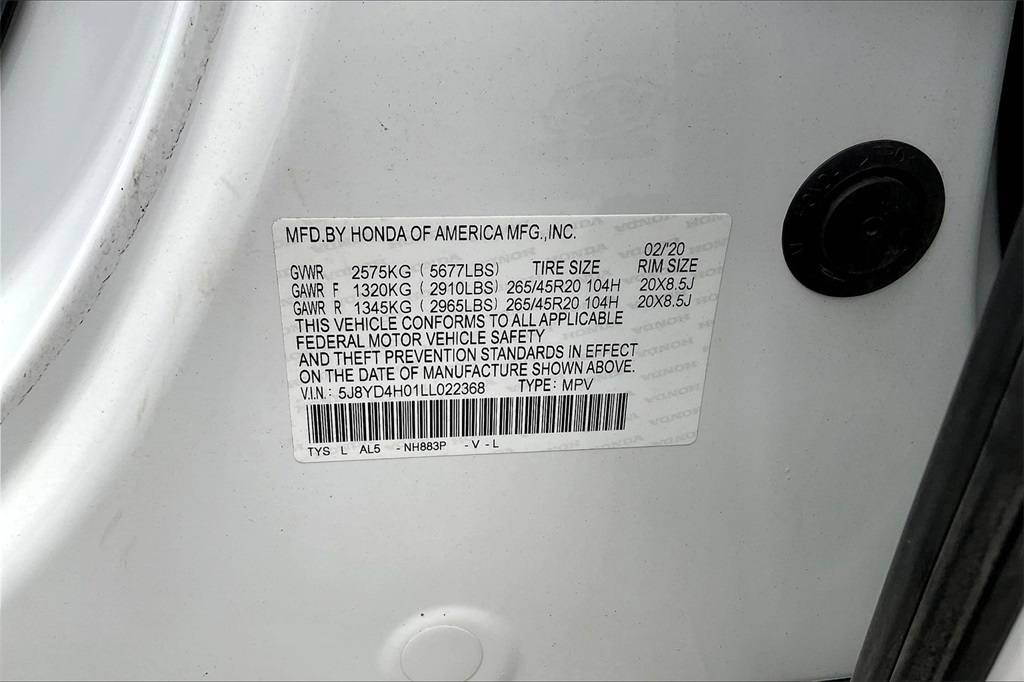 MFD.BY HONDA OF AMERICA MFG.,INC.
02/'20
GVWR 2575KG ( 5677LBS) TIRE SIZE RIM SIZE
GAWR F 1320KG ( 2910LBS) 265/45R20 104H 20X8.5J
GAWR R 1345KG ( 2965LBS) 265/45R20 104H 20X8.5J
THIS VEHICLE CONFORMS TO ALL APPLICABLE
FEDERAL MOTOR VEHICLE SAFETY
AND THEFT PREVENTION STANDARDS IN EFFECT
ON THE DATE OF MANUFACTURE SHOWN ABOVE.
V.I.N.: 5J8YD4H01LL022368 TYPE: MPV
TYS L AL5 -NH883P -V-L